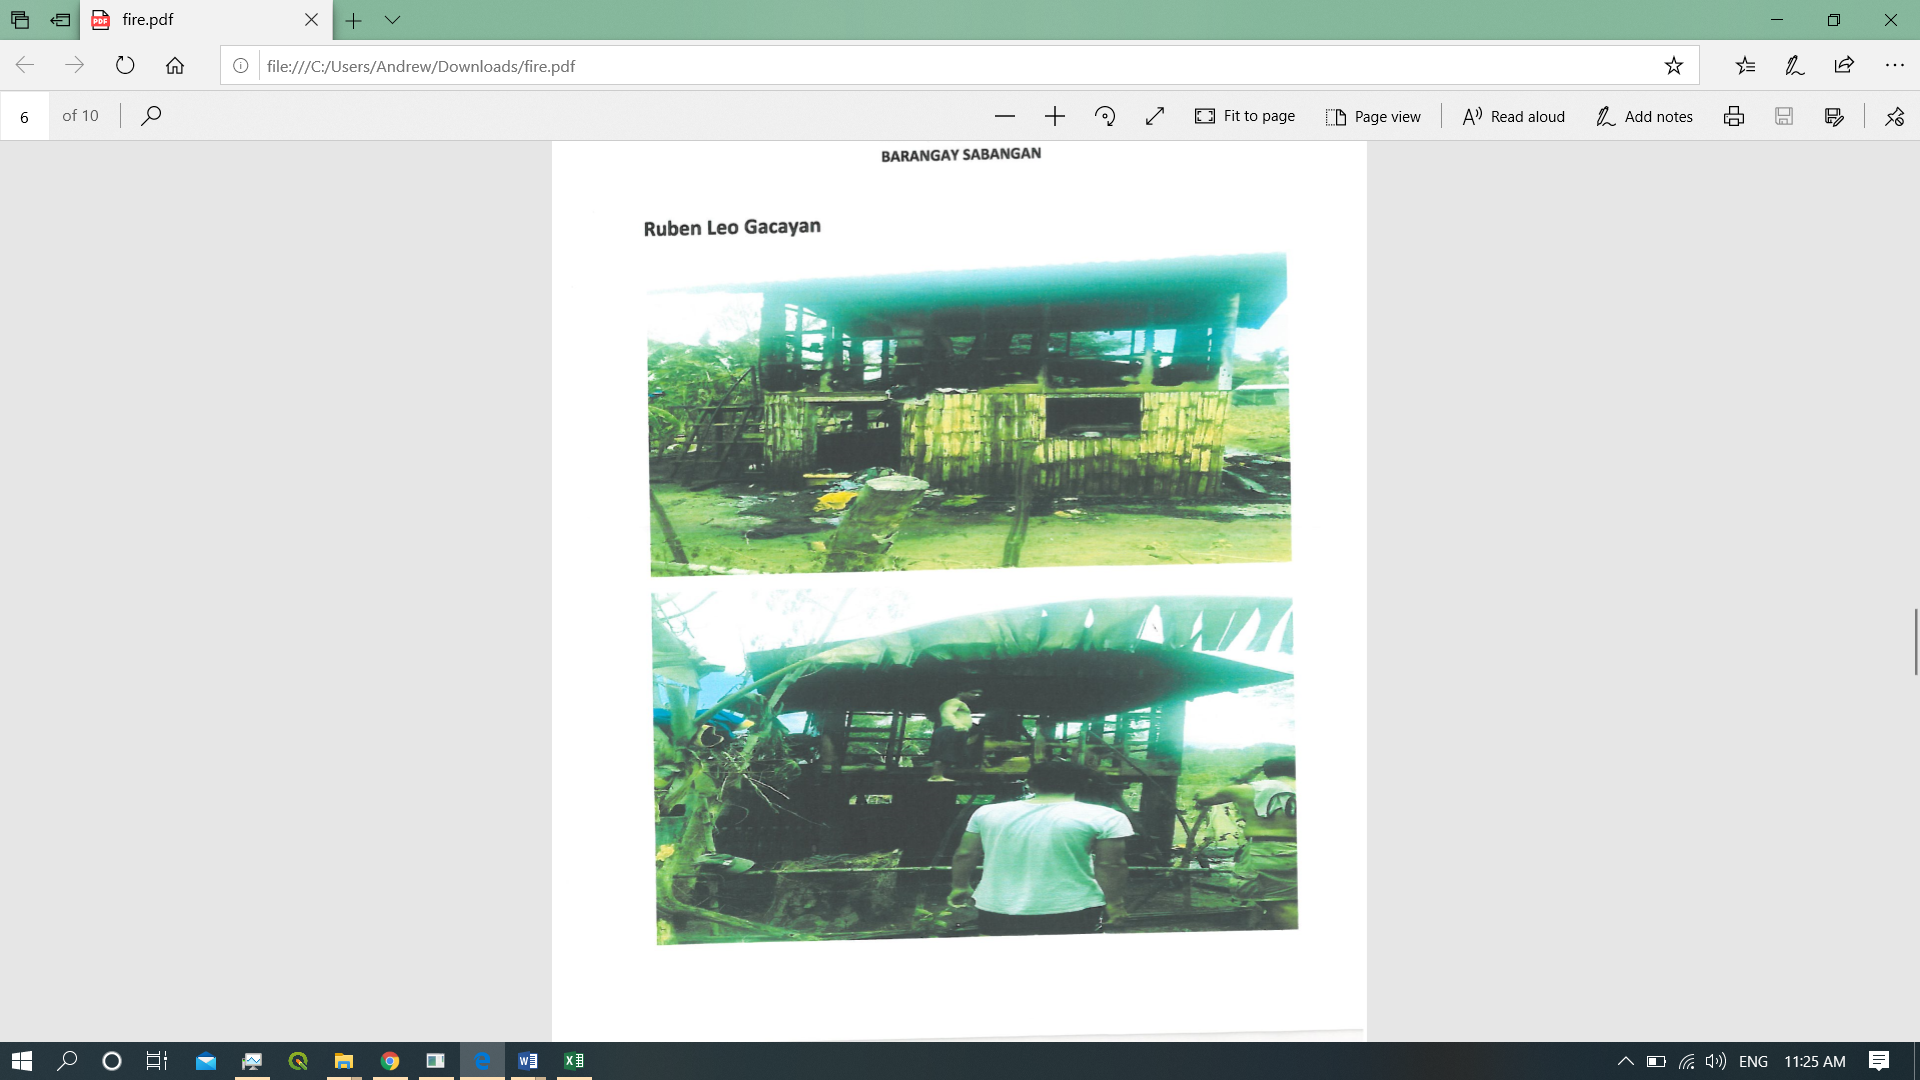 fire.pdf
file:///C:/Users/Andrew/Downloads/fire.pdf
6 of 10
Fit to page
Page view
Read aloud
Add notes
BARANGAY SABANGAN
Ruben Leo Gacayan
ENG
11:25 AM